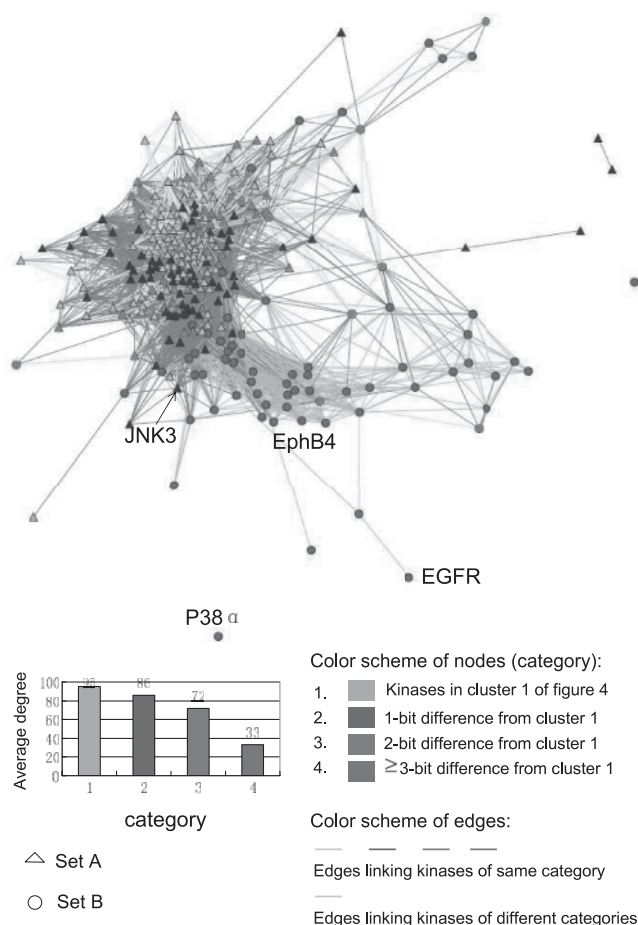 JNK3
EphB4
EGFR
P38 α
Average degree
100
80
60
40
20
0
95
86
72
33
1 2 3 4
category
Set A
Set B
Color scheme of nodes (category):
1. Kinases in cluster 1 of figure 4
2. 1-bit difference from cluster 1
3. 2-bit difference from cluster 1
4. ≥3-bit difference from cluster 1
Color scheme of edges:
Edges linking kinases of same category
Edges linking kinases of different categories